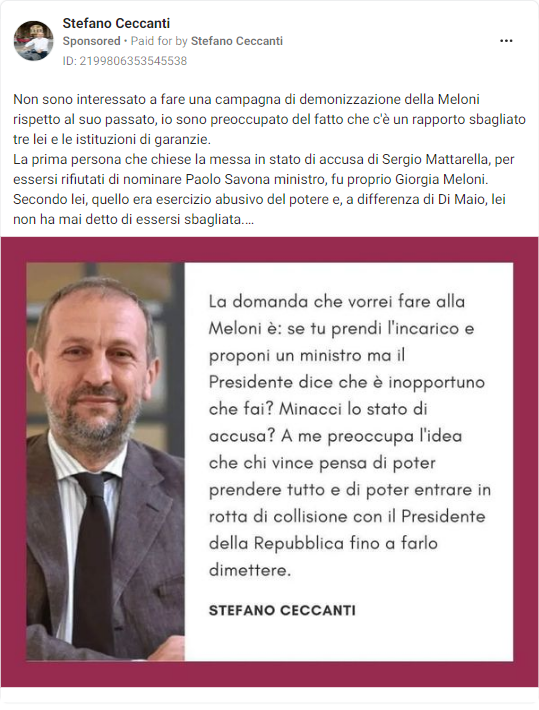 Stefano Ceccanti
Sponsored • Paid for by Stefano Ceccanti
ID: 2199806353545538
Non sono interessato a fare una campagna di demonizzazione della Meloni
rispetto al suo passato, io sono preoccupato del fatto che c'è un rapporto sbagliato
tre lei e le istituzioni di garanzie.
La prima persona che chiese la messa in stato di accusa di Sergio Mattarella, per
essersi rifiutati di nominare Paolo Savona ministro, fu proprio Giorgia Meloni.
Secondo lei, quello era esercizio abusivo del potere e, a differenza di Di Maio, lei
non ha mai detto di essersi sbagliata....
La domanda che vorrei fare alla
Meloni è: se tu prendi l'incarico e
proponi un ministro ma il
Presidente dice che è inopportuno
che fai? Minacci lo stato di
accusa? A me preoccupa l'idea
che chi vince pensa di poter
prendere tutto e di poter entrare in
rotta di collisione con il Presidente
della Repubblica fino a farlo
dimettere.
STEFANO CECCANTI